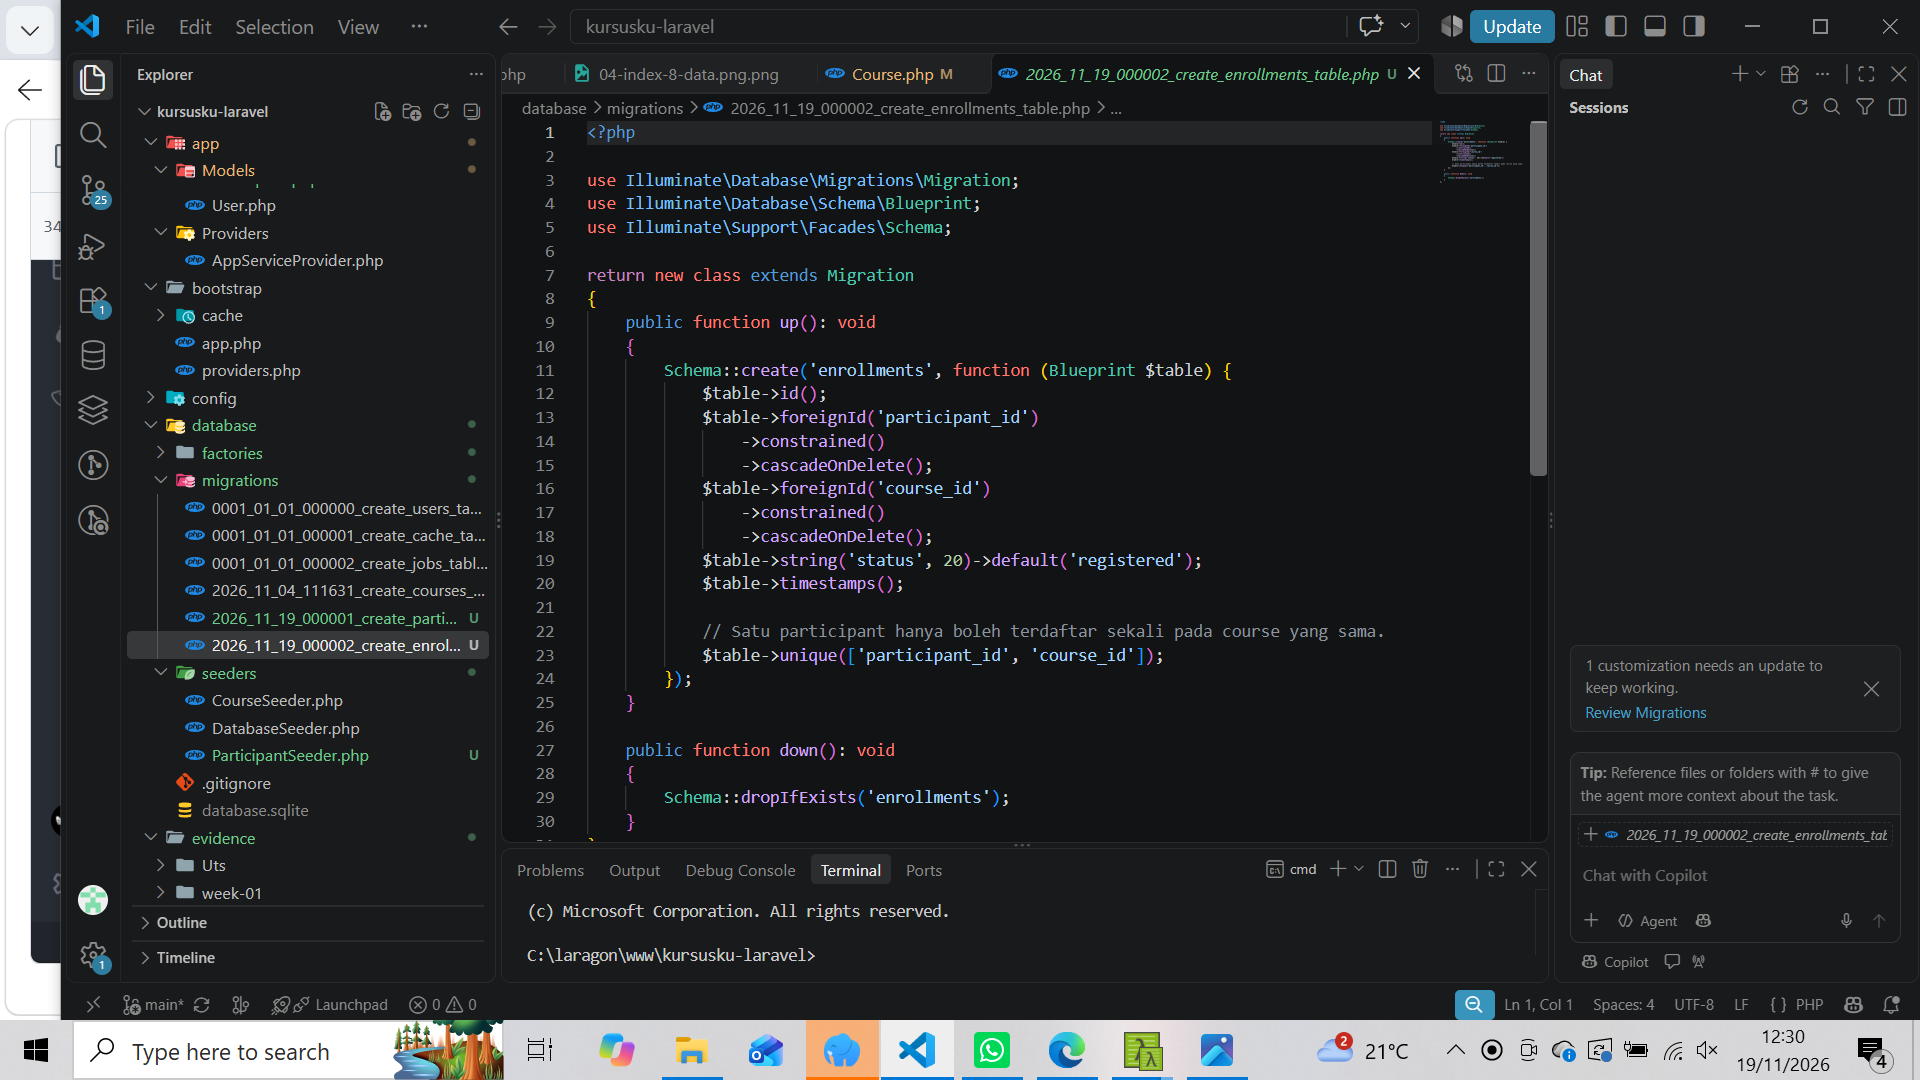 File
Edit
Selection
View
kursusku-laravel
Update
Explorer
kursusku-laravel
app
Models
User.php
Providers
AppServiceProvider.php
bootstrap
cache
app.php
providers.php
config
database
factories
migrations
0001_01_01_000000_create_users_ta...
0001_01_01_000001_create_cache_ta...
0001_01_01_000002_create_jobs_tabl...
2026_11_04_111631_create_courses_...
2026_11_19_000001_create_parti... U
2026_11_19_000002_create_enrol... U
seeders
CourseSeeder.php
DatabaseSeeder.php
ParticipantSeeder.php U
.gitignore
database.sqlite
evidence
Uts
week-01
Outline
Timeline
25
1
1
34
php
04-index-8-data.png.png
Course.php M
2026_11_19_000002_create_enrollments_table.php U
database > migrations > 2026_11_19_000002_create_enrollments_table.php > ...
1 <?php
2
3 use Illuminate\Database\Migrations\Migration;
4 use Illuminate\Database\Schema\Blueprint;
5 use Illuminate\Support\Facades\Schema;
6
7 return new class extends Migration
8 {
9 public function up(): void
10 {
11 Schema::create('enrollments', function (Blueprint $table) {
12 $table->id();
13 $table->foreignId('participant_id')
14 ->constrained()
15 ->cascadeOnDelete();
16 $table->foreignId('course_id')
17 ->constrained()
18 ->cascadeOnDelete();
19 $table->string('status', 20)->default('registered');
20 $table->timestamps();
21
22 // Satu participant hanya boleh terdaftar sekali pada course yang sama.
23 $table->unique(['participant_id', 'course_id']);
24 });
25 }
26
27 public function down(): void
28 {
29 Schema::dropIfExists('enrollments');
30 }
Problems
Output
Debug Console
Terminal
Ports
cmd
(c) Microsoft Corporation. All rights reserved.
C:\laragon\www\kursusku-laravel>
Chat
Sessions
1 customization needs an update to
keep working.
Review Migrations
Tip: Reference files or folders with # to give
the agent more context about the task.
2026_11_19_000002_create_enrollments_tab
Chat with Copilot
Agent
Copilot
main*
Launchpad
0
0
Ln 1, Col 1
Spaces: 4
UTF-8
LF
{ } PHP
Type here to search
2
21°C
12:30
19/11/2026
4